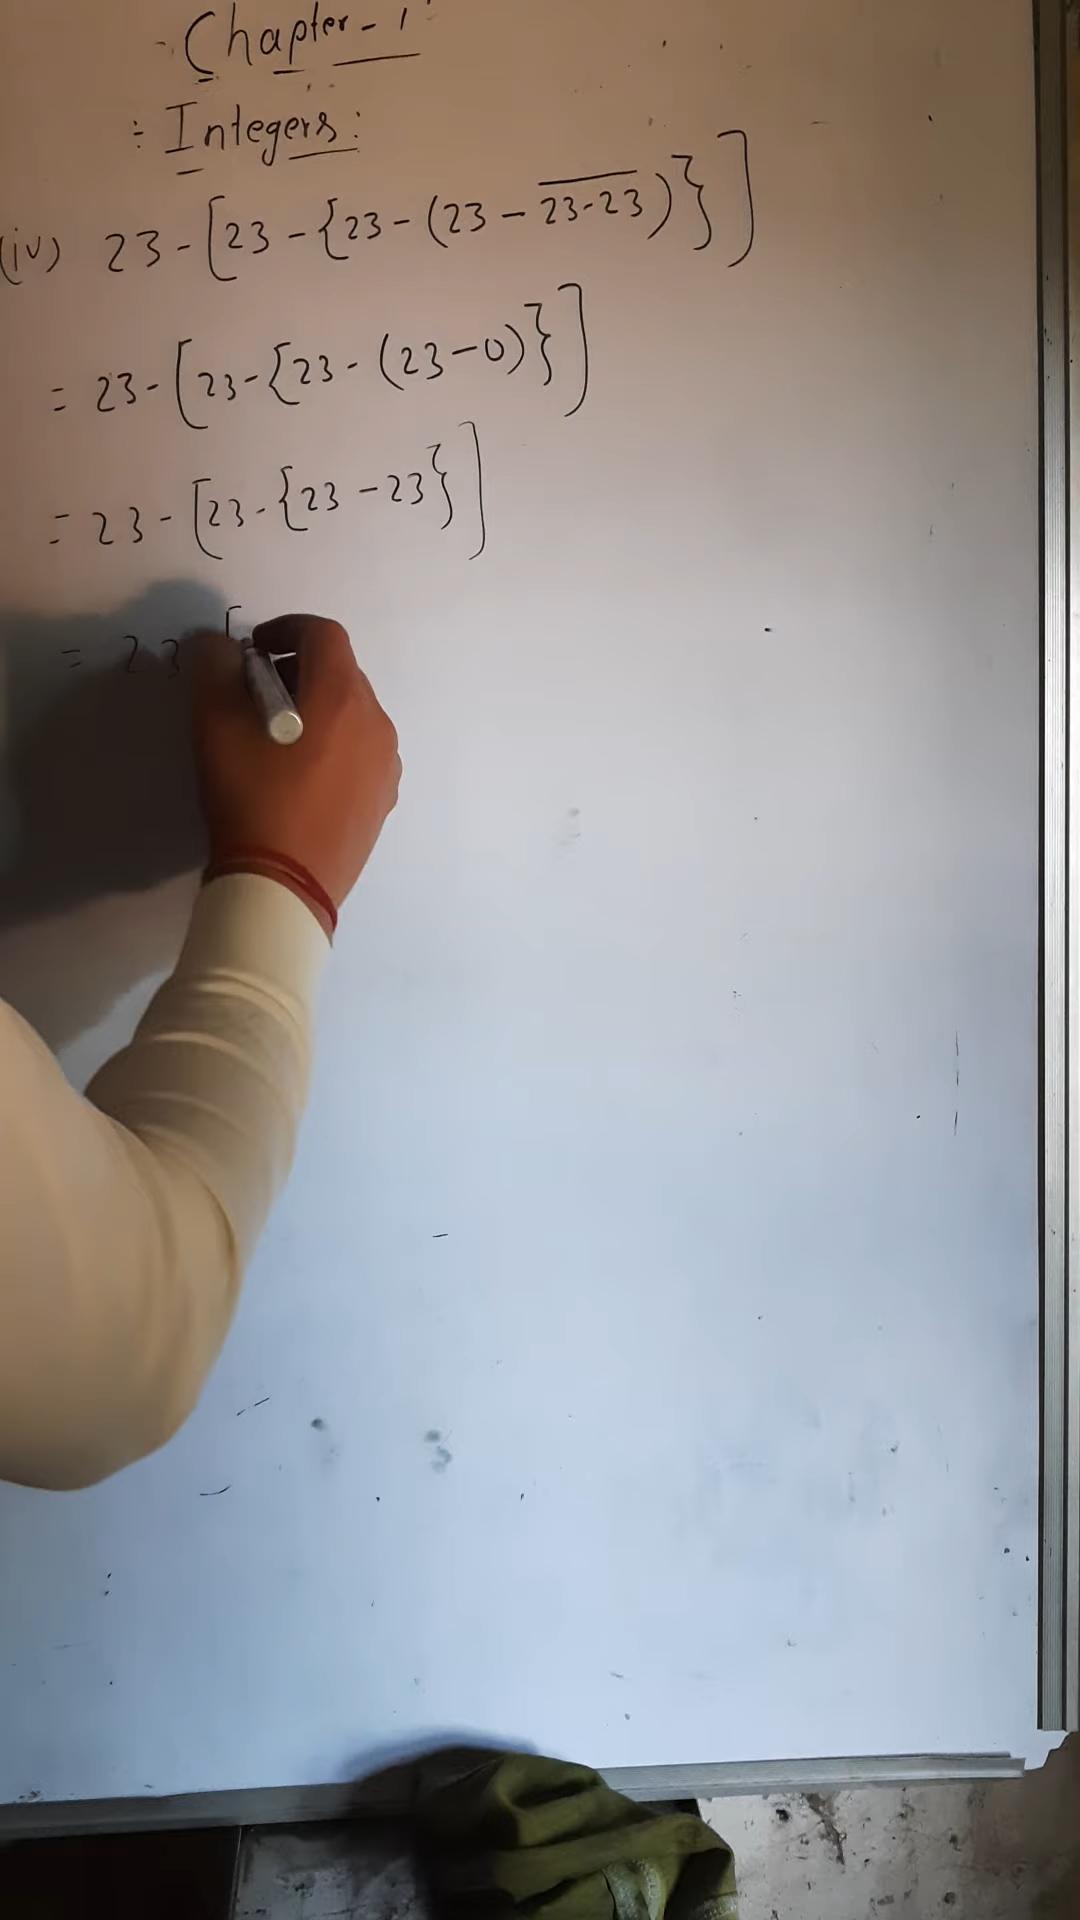 Chapter - 1
: Integers:
(iv) 23-[23-{23-(23-\overline{23-23})}]
= 23-[23-{23-(23-0)}]
= 23-[23-{23-23}]
= 23 [